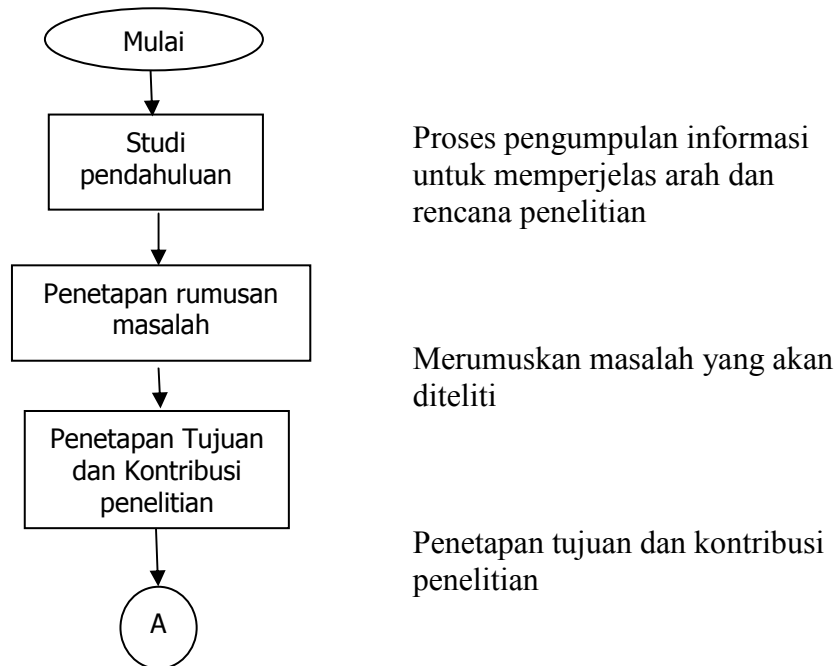 Mulai
Studi
pendahuluan
Proses pengumpulan informasi
untuk memperjelas arah dan
rencana penelitian
Penetapan rumusan
masalah
Merumuskan masalah yang akan
diteliti
Penetapan Tujuan
dan Kontribusi
penelitian
Penetapan tujuan dan kontribusi
penelitian
A